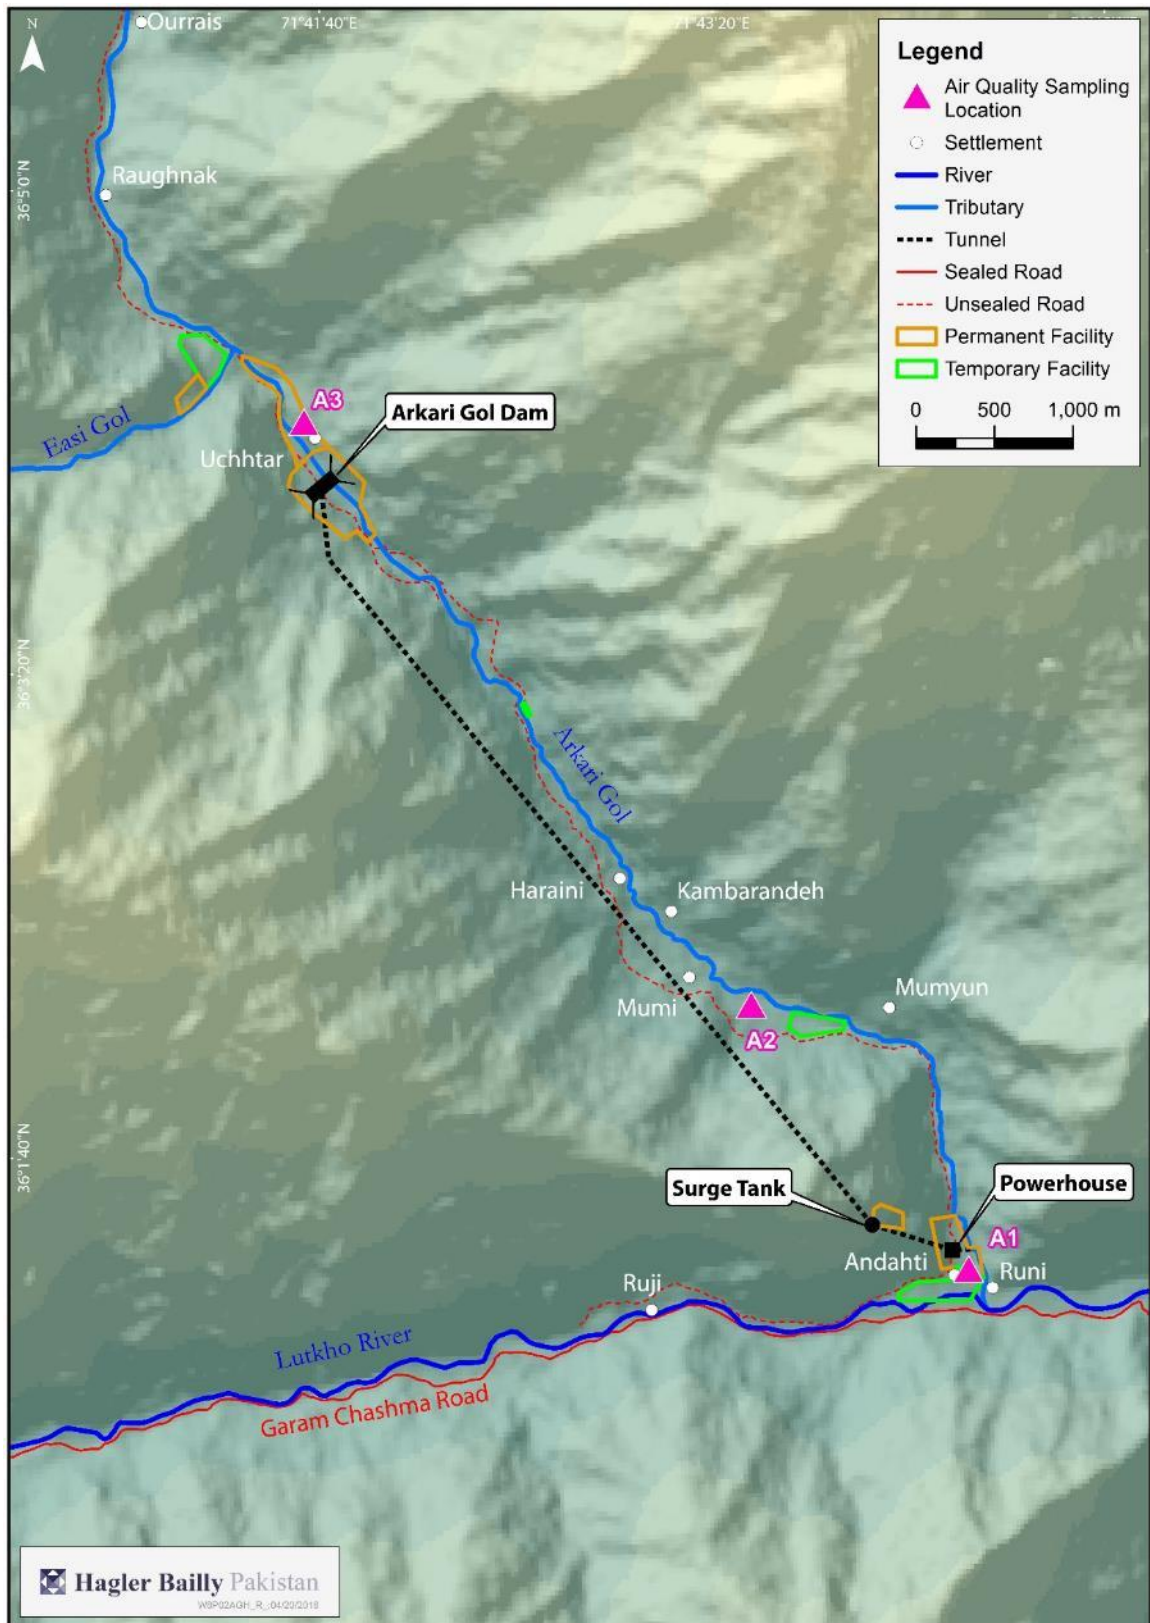 N
Ourrais
71°41'40"E
71°43'20"E
Legend
Air Quality Sampling
Location
Settlement
River
Tributary
Tunnel
Sealed Road
Unsealed Road
Permanent Facility
Temporary Facility
0 500 1,000 m
36°5'0"N
Raughnak
Easi Gol
A3
Arkari Gol Dam
Uchhtar
36°3'20"N
Arkari Gol
Haraini
Kambarandeh
Mumi
Mumyun
A2
36°1'40"N
Surge Tank
Powerhouse
A1
Andahti
Runi
Ruji
Lutkho River
Garam Chashma Road
Hagler Bailly Pakistan